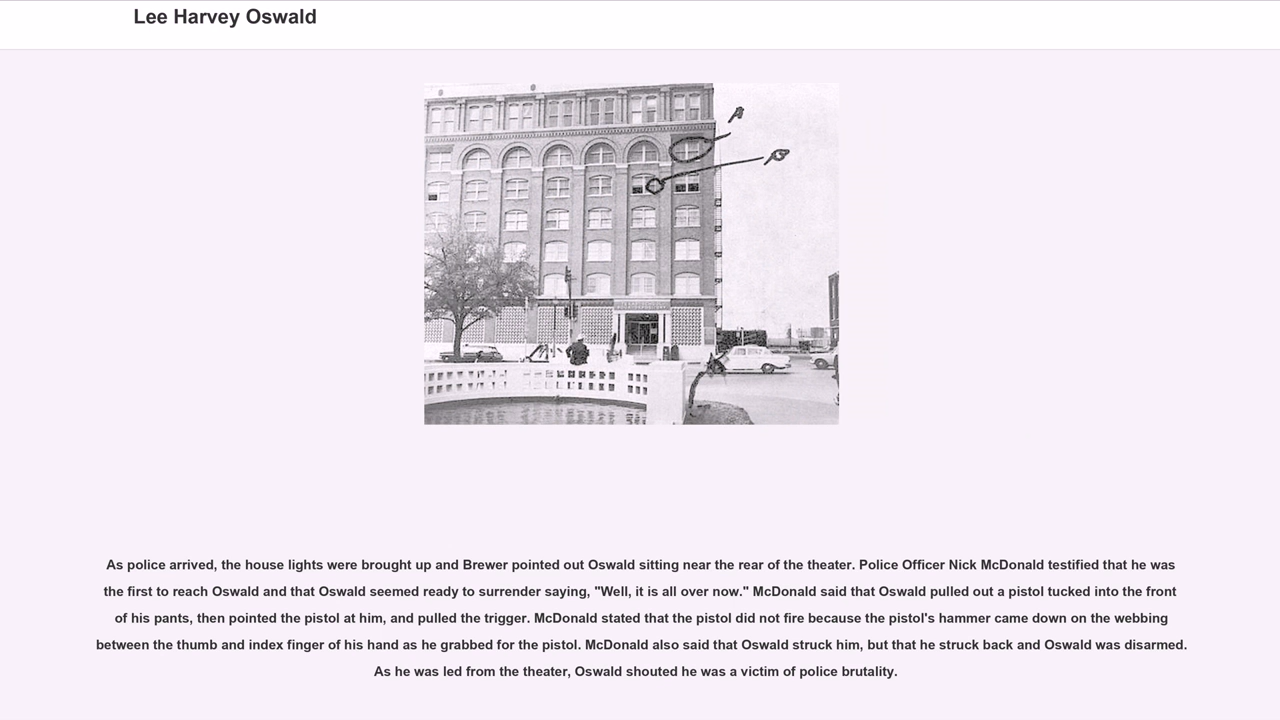 Lee Harvey Oswald
A
B
As police arrived, the house lights were brought up and Brewer pointed out Oswald sitting near the rear of the theater. Police Officer Nick McDonald testified that he was
the first to reach Oswald and that Oswald seemed ready to surrender saying, "Well, it is all over now." McDonald said that Oswald pulled out a pistol tucked into the front
of his pants, then pointed the pistol at him, and pulled the trigger. McDonald stated that the pistol did not fire because the pistol's hammer came down on the webbing
between the thumb and index finger of his hand as he grabbed for the pistol. McDonald also said that Oswald struck him, but that he struck back and Oswald was disarmed.
As he was led from the theater, Oswald shouted he was a victim of police brutality.